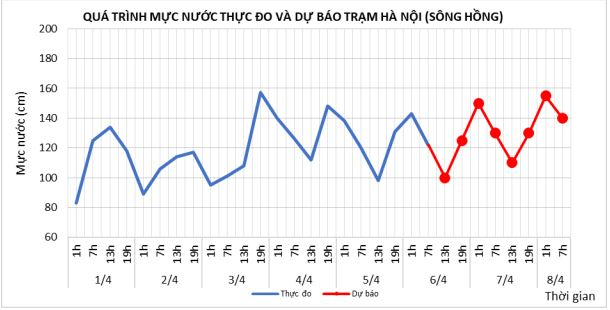 QUÁ TRÌNH MỰC NƯỚC THỰC ĐO VÀ DỰ BÁO TRẠM HÀ NỘI (SÔNG HỒNG)
200
180
160
140
120
100
80
60
Mực nước (cm)
1h 7h 13h 19h 1h 7h 13h 19h 1h 7h 13h 19h 1h 7h 13h 19h 1h 7h 13h 19h 1h 7h 13h 19h 1h 7h 13h 19h 1h 7h
1/4 2/4 3/4 4/4 5/4 6/4 7/4 8/4
Thực đo Dự báo Thời gian